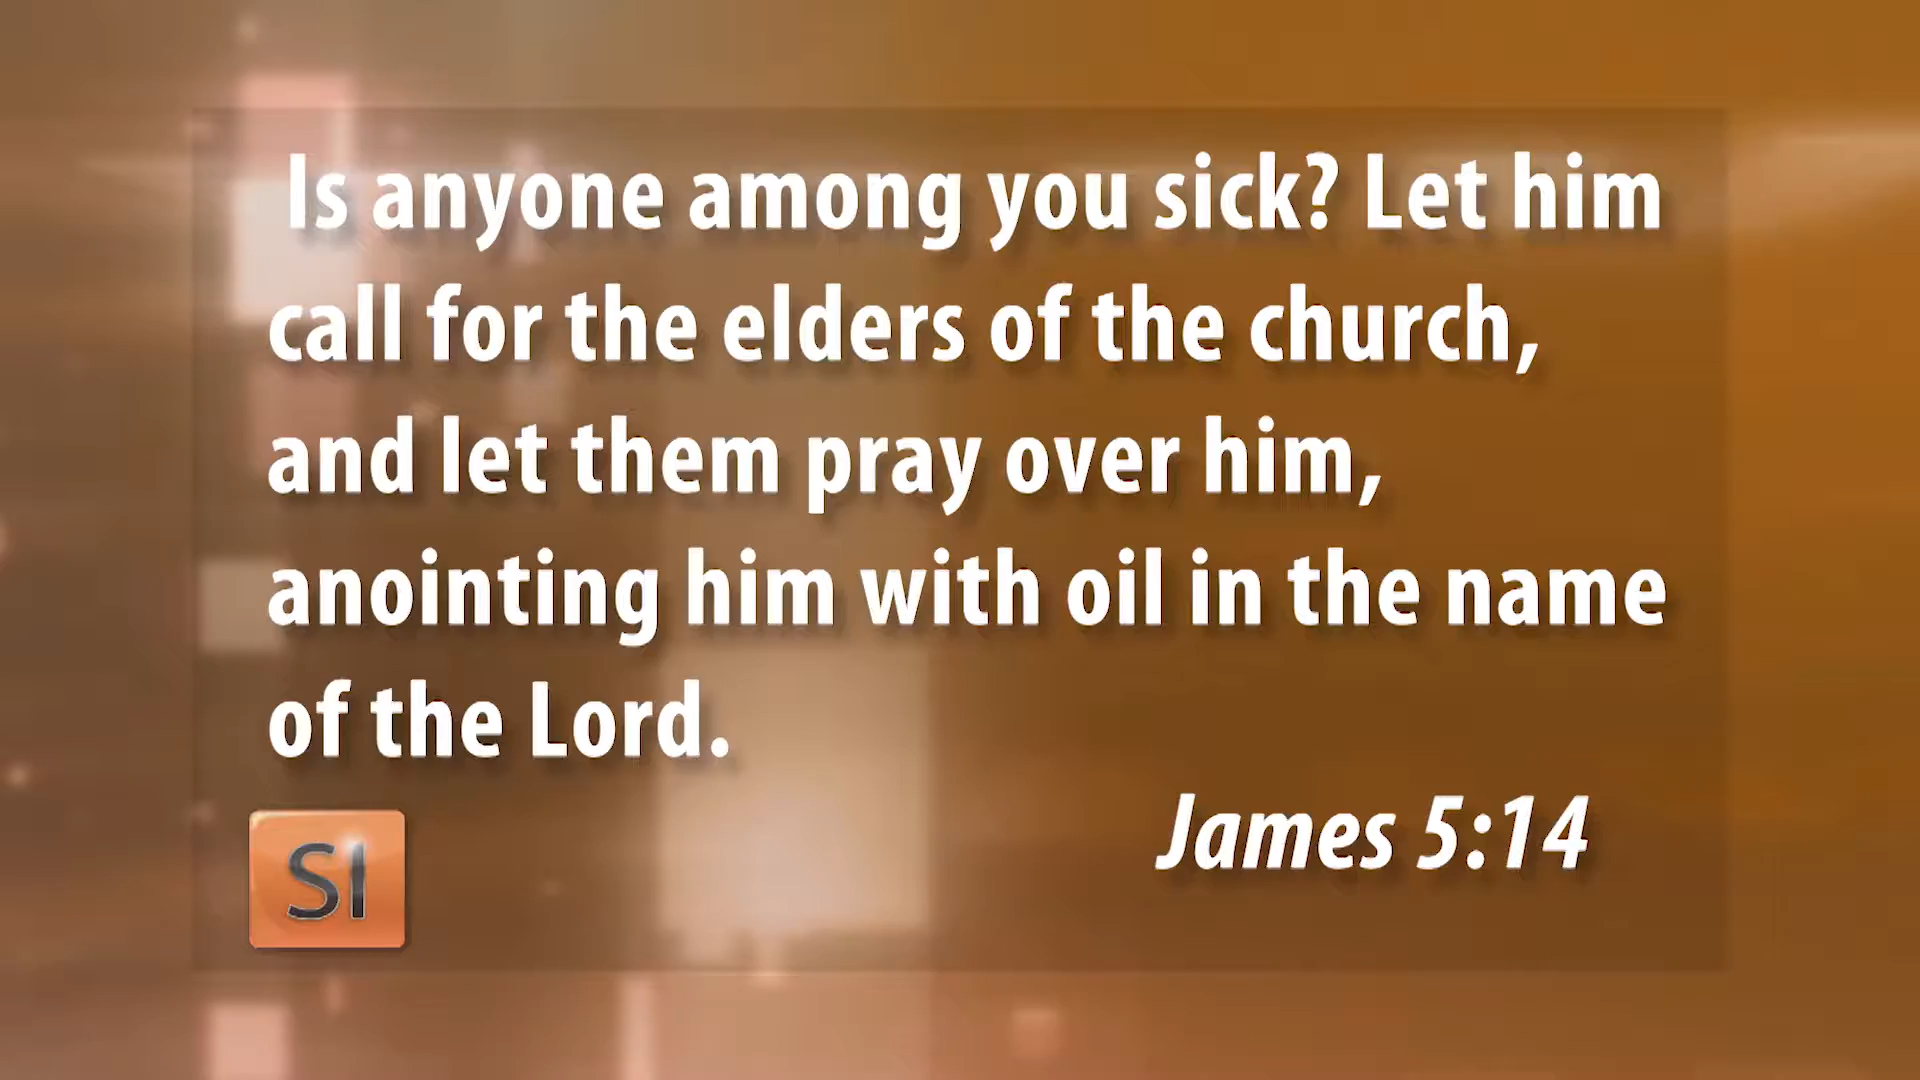 Is anyone among you sick? Let him
call for the elders of the church,
and let them pray over him,
anointing him with oil in the name
of the Lord.
James 5:14
SI